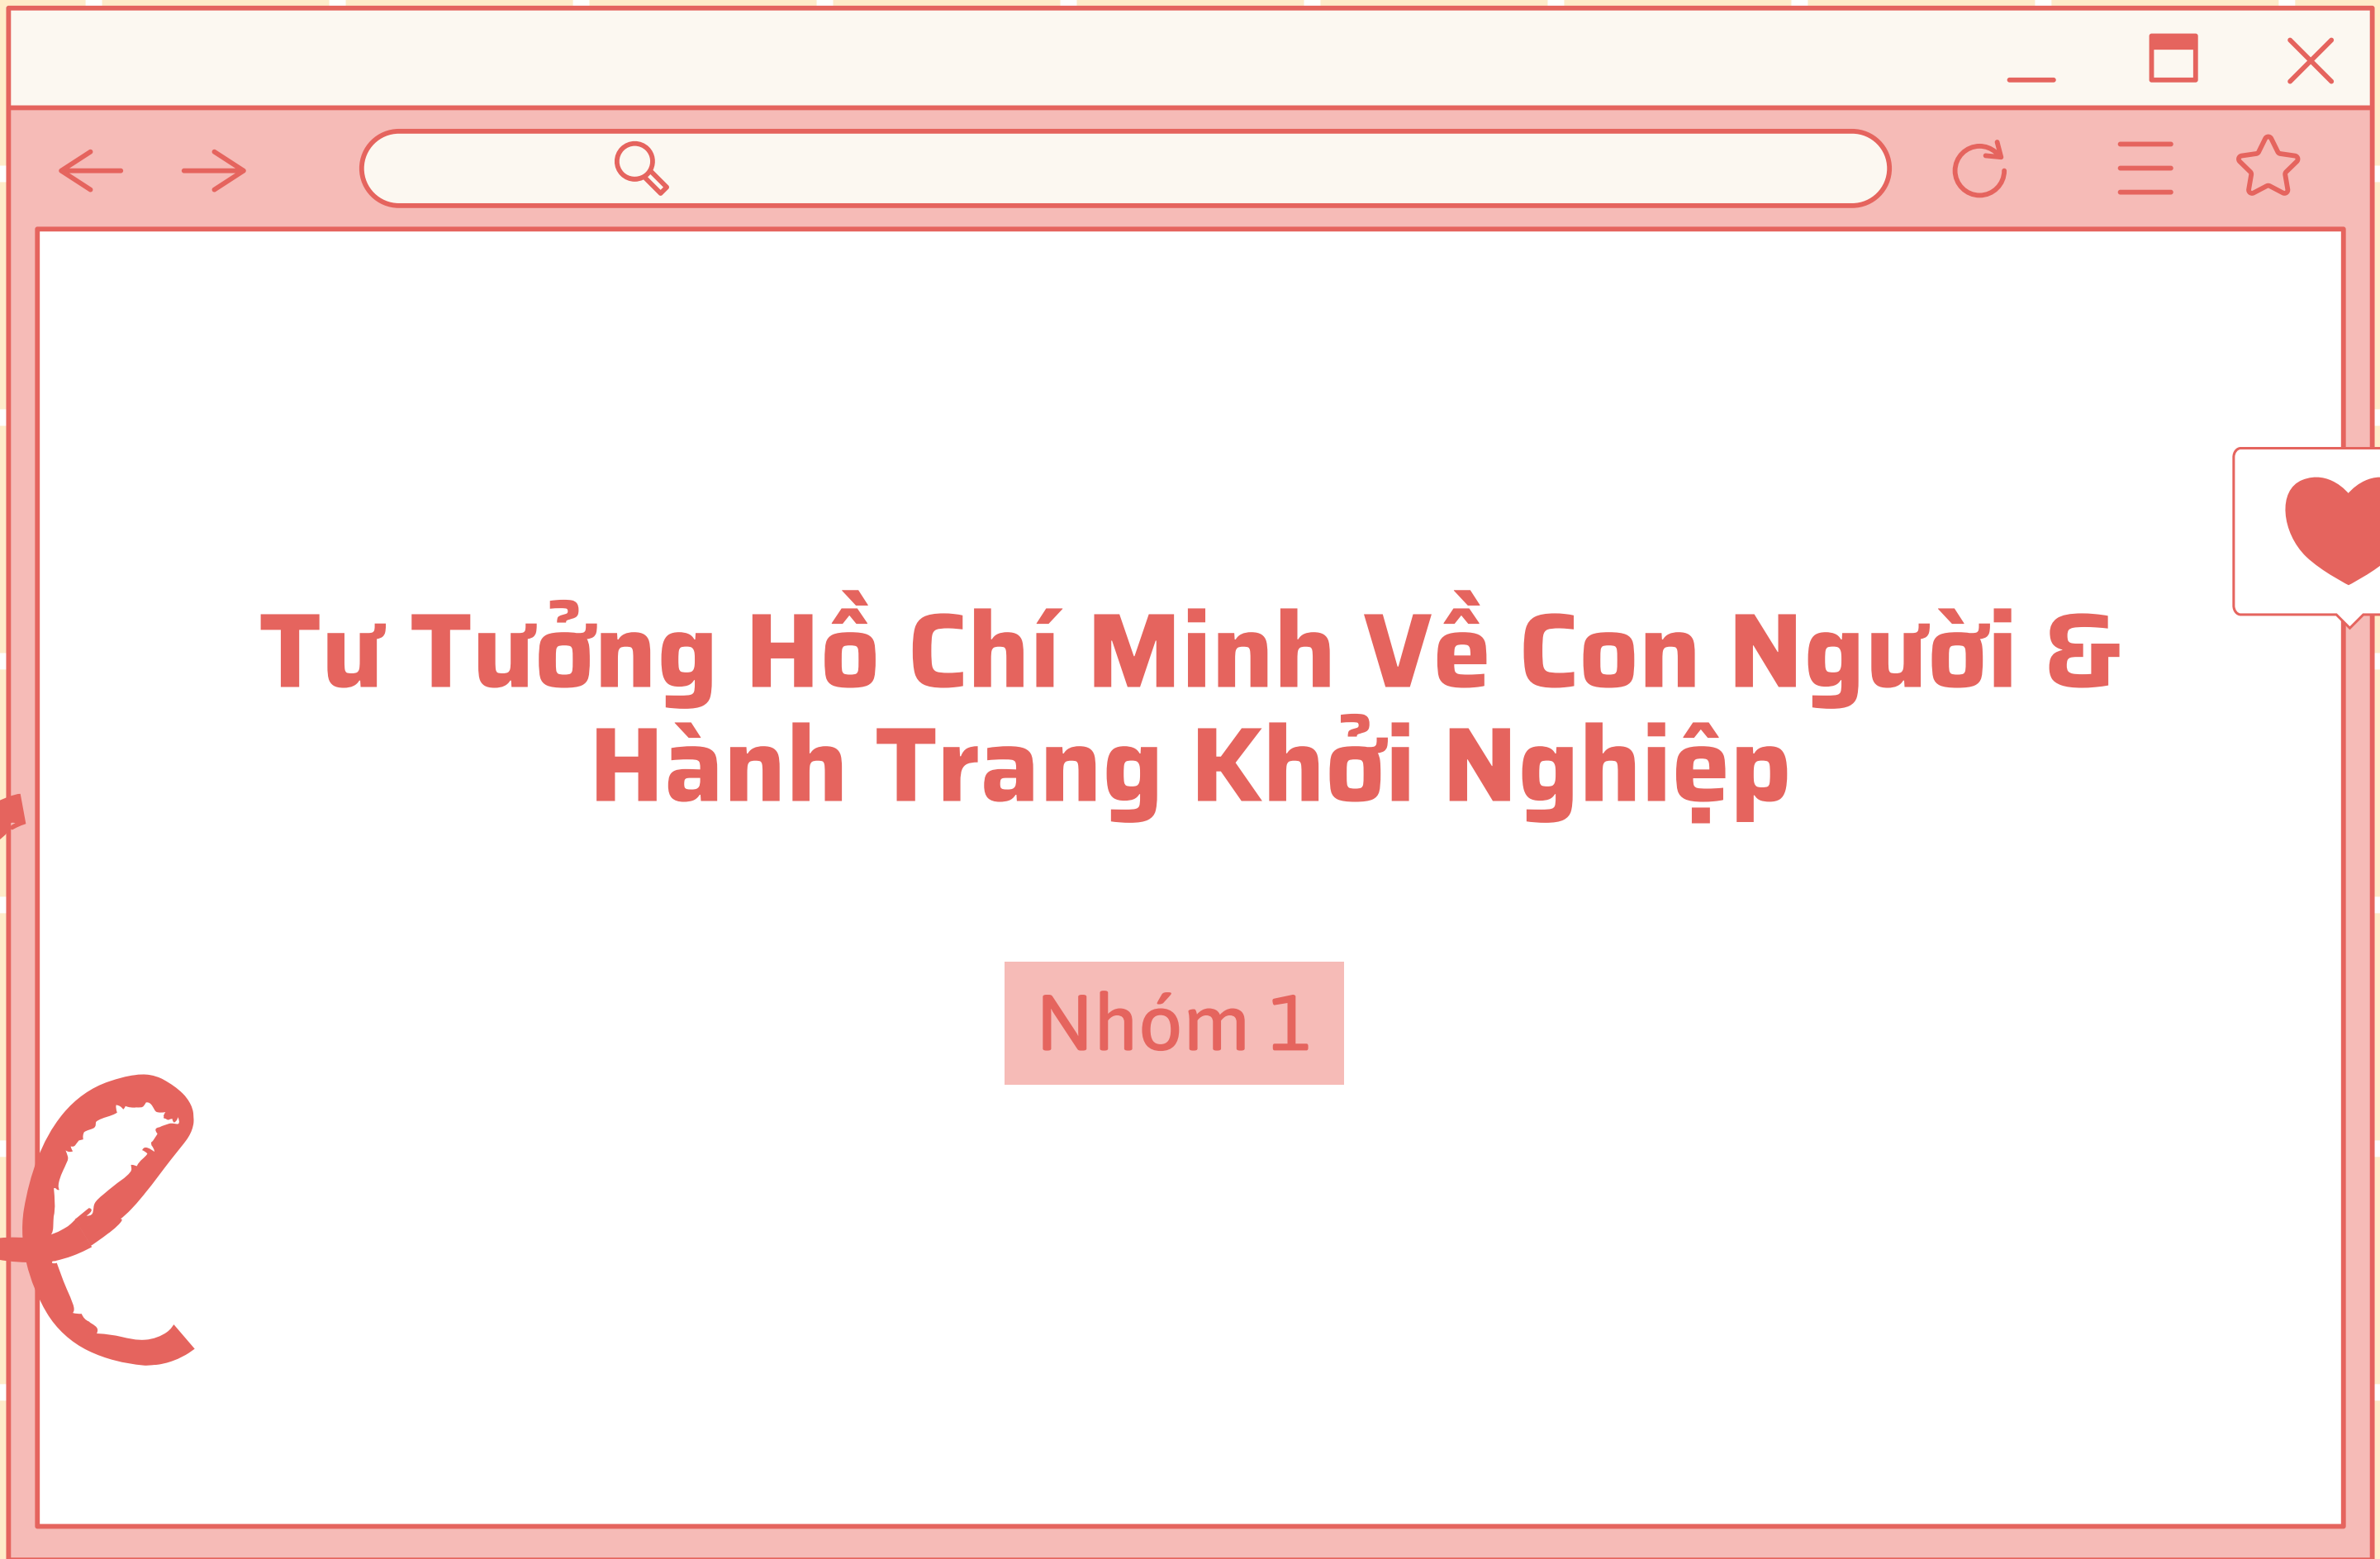 Tư Tưởng Hồ Chí Minh Về Con Người &
Hành Trang Khởi Nghiệp
Nhóm 1